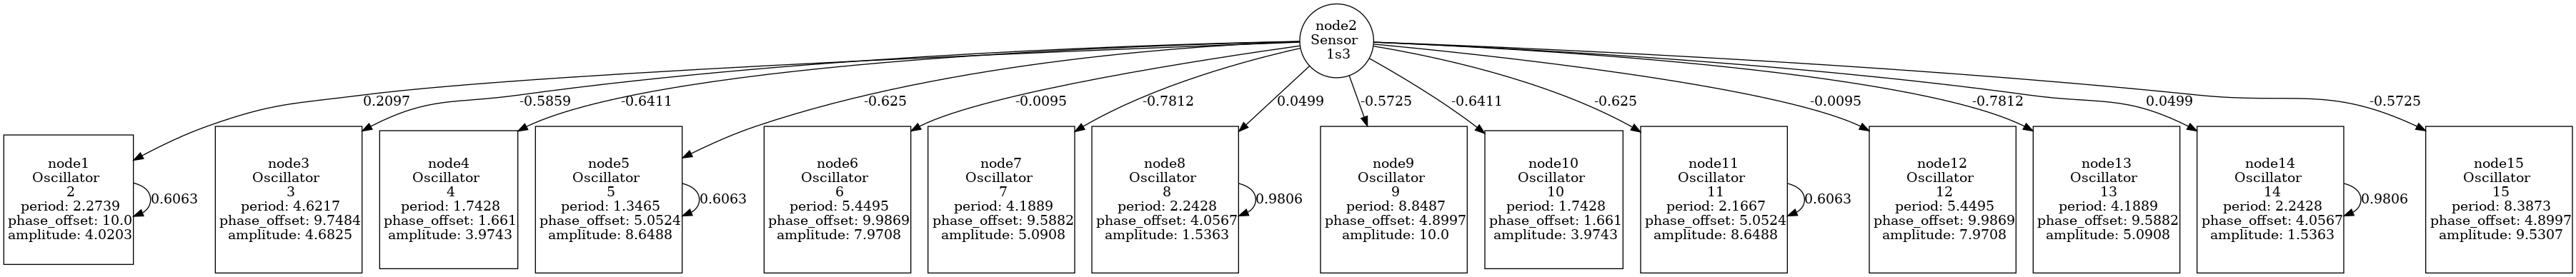 node2
Sensor
1s3
0.2097
-0.5859
-0.6411
-0.625
-0.0095
-0.7812
0.0499
-0.5725
-0.6411
-0.625
-0.0095
-0.7812
0.0499
-0.5725
node1
Oscillator
2
period: 2.2739
phase_offset: 10.0
amplitude: 4.0203
0.6063
node3
Oscillator
3
period: 4.6217
phase_offset: 9.7484
amplitude: 4.6825
node4
Oscillator
4
period: 1.7428
phase_offset: 1.661
amplitude: 3.9743
node5
Oscillator
5
period: 1.3465
phase_offset: 5.0524
amplitude: 8.6488
0.6063
node6
Oscillator
6
period: 5.4495
phase_offset: 9.9869
amplitude: 7.9708
node7
Oscillator
7
period: 4.1889
phase_offset: 9.5882
amplitude: 5.0908
node8
Oscillator
8
period: 2.2428
phase_offset: 4.0567
amplitude: 1.5363
0.9806
node9
Oscillator
9
period: 8.8487
phase_offset: 4.8997
amplitude: 10.0
node10
Oscillator
10
period: 1.7428
phase_offset: 1.661
amplitude: 3.9743
node11
Oscillator
11
period: 2.1667
phase_offset: 5.0524
amplitude: 8.6488
0.6063
node12
Oscillator
12
period: 5.4495
phase_offset: 9.9869
amplitude: 7.9708
node13
Oscillator
13
period: 4.1889
phase_offset: 9.5882
amplitude: 5.0908
node14
Oscillator
14
period: 2.2428
phase_offset: 4.0567
amplitude: 1.5363
0.9806
node15
Oscillator
15
period: 8.3873
phase_offset: 4.8997
amplitude: 9.5307